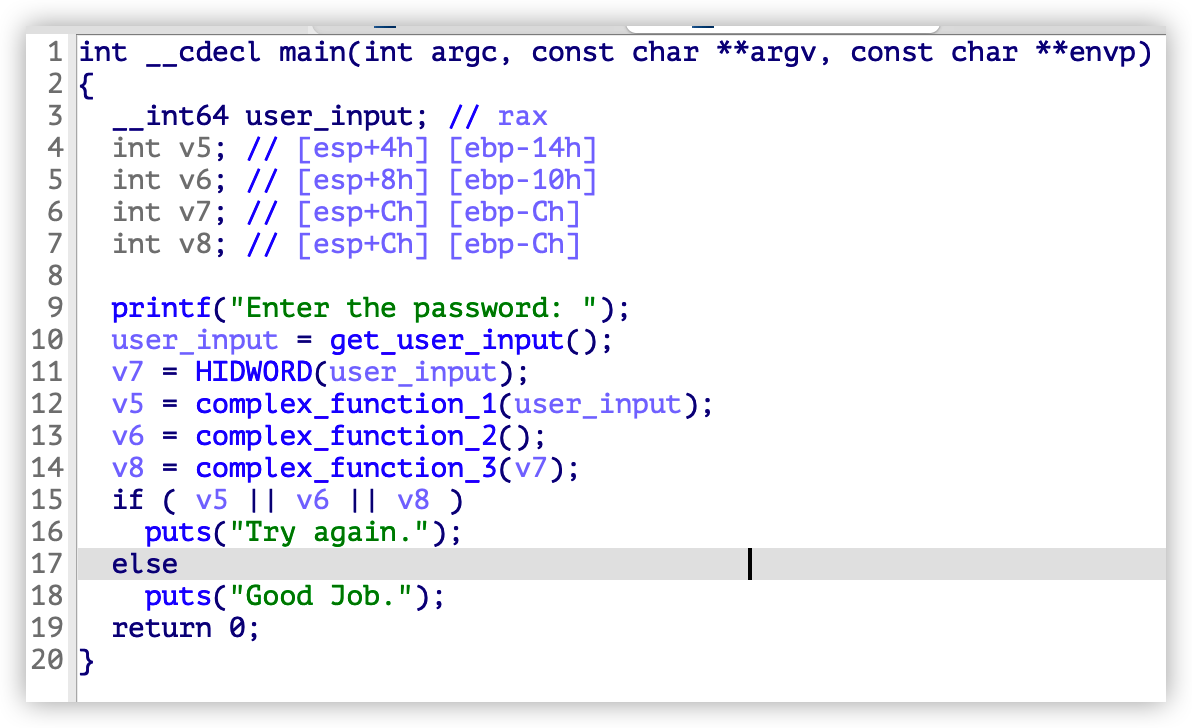 1 int __cdecl main(int argc, const char **argv, const char **envp)
2 {
3   __int64 user_input; // rax
4   int v5; // [esp+4h] [ebp-14h]
5   int v6; // [esp+8h] [ebp-10h]
6   int v7; // [esp+Ch] [ebp-Ch]
7   int v8; // [esp+Ch] [ebp-Ch]
8
9   printf("Enter the password: ");
10   user_input = get_user_input();
11   v7 = HIDWORD(user_input);
12   v5 = complex_function_1(user_input);
13   v6 = complex_function_2();
14   v8 = complex_function_3(v7);
15   if ( v5 || v6 || v8 )
16     puts("Try again.");
17   else
18     puts("Good Job.");
19   return 0;
20 }